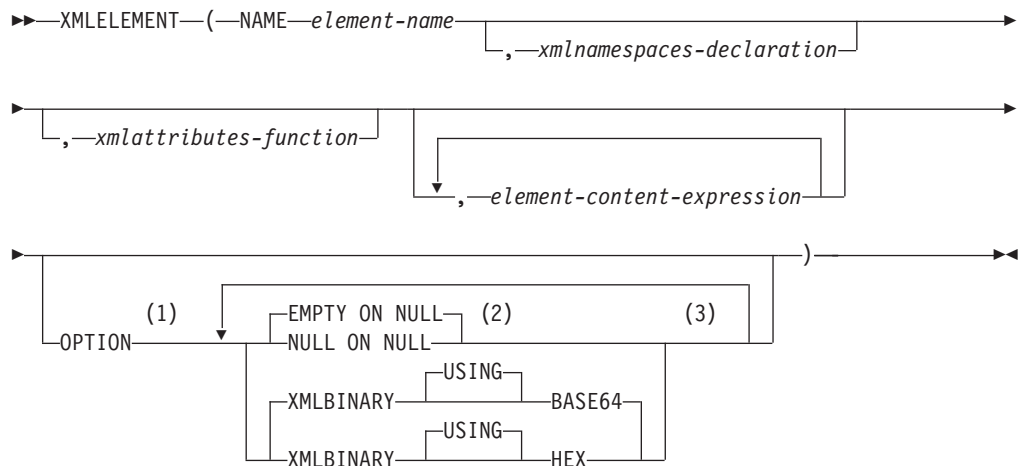 XMLELEMENT ( NAME element-name
, xmlnamespaces-declaration
, xmlattributes-function
, element-content-expression
)
(1) EMPTY ON NULL (2) (3)
OPTION NULL ON NULL
USING
XMLBINARY BASE64
USING
XMLBINARY HEX